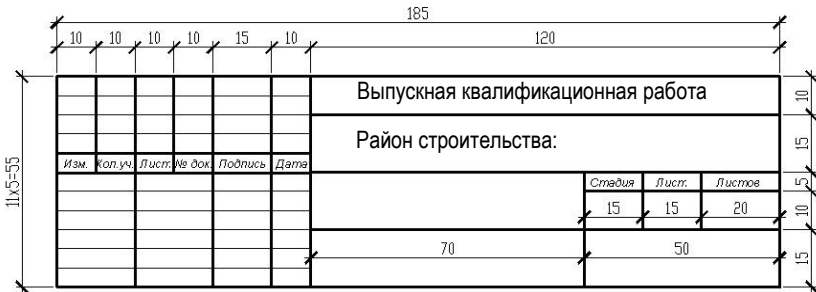 185
10 10 10 10 15 10 120
Выпускная квалификационная работа
10
Район строительства:
15
11x5=55
Изм. Кол.уч. Лист. № док. Подпись Дата
Стадия Лист. Листов
5
15 15 20
10
70 50
15